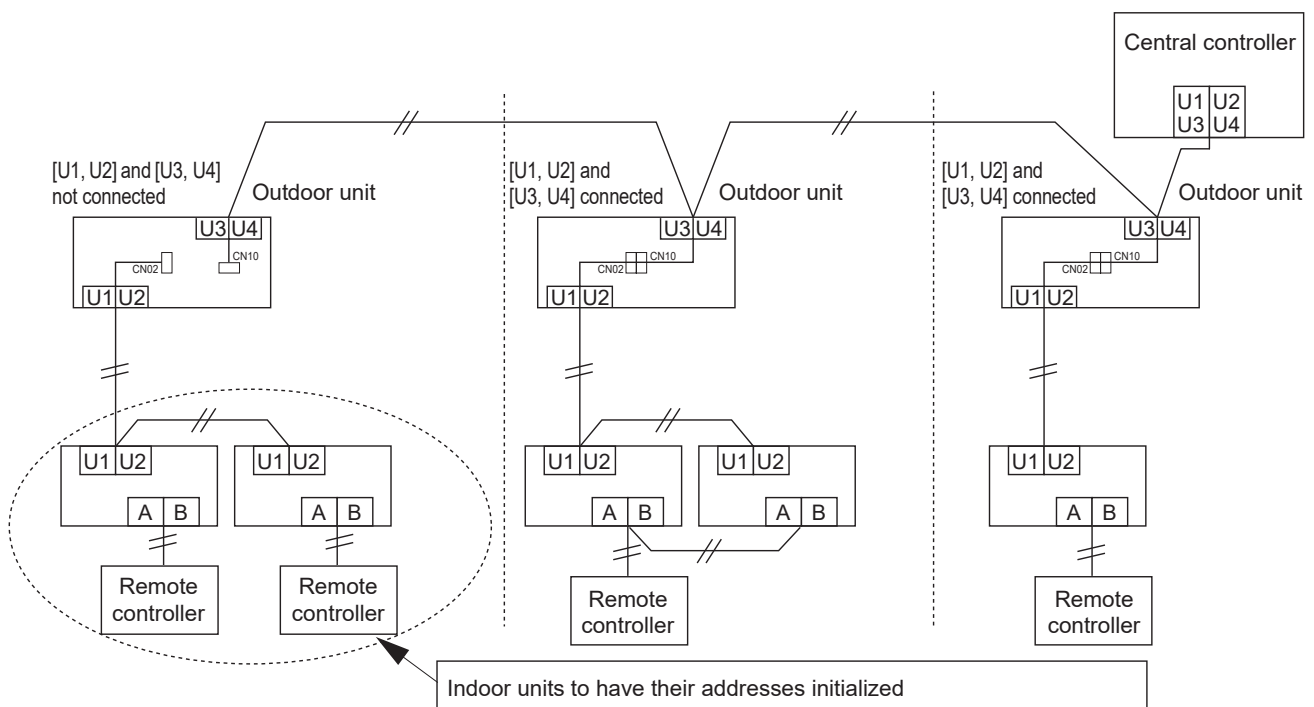 Central controller
U1 U2
U3 U4
[U1, U2] and [U3, U4]
not connected
Outdoor unit
[U1, U2] and
[U3, U4] connected
Outdoor unit
[U1, U2] and
[U3, U4] connected
Outdoor unit
U3 U4
U3 U4
U3 U4
CN02
CN10
CN02
CN10
CN02
CN10
U1 U2
U1 U2
U1 U2
U1 U2
U1 U2
U1 U2
U1 U2
U1 U2
A B
A B
A B
A B
A B
Remote
controller
Remote
controller
Remote
controller
Remote
controller
Indoor units to have their addresses initialized